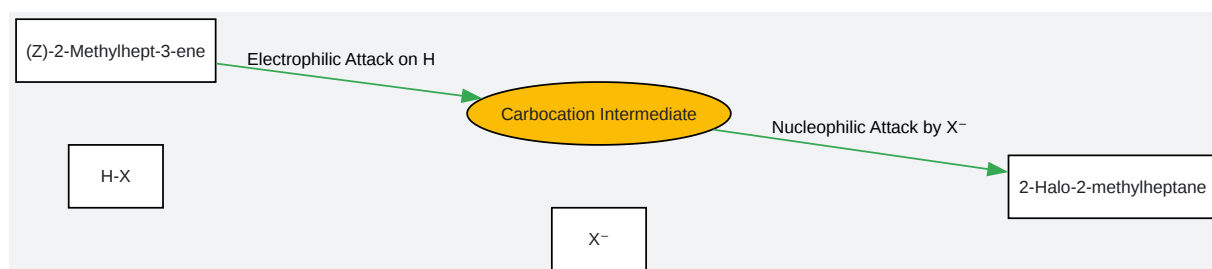 (Z)-2-Methylhept-3-ene
Electrophilic Attack on H
Carbocation Intermediate
Nucleophilic Attack by X⁻
H-X
2-Halo-2-methylheptane
X⁻